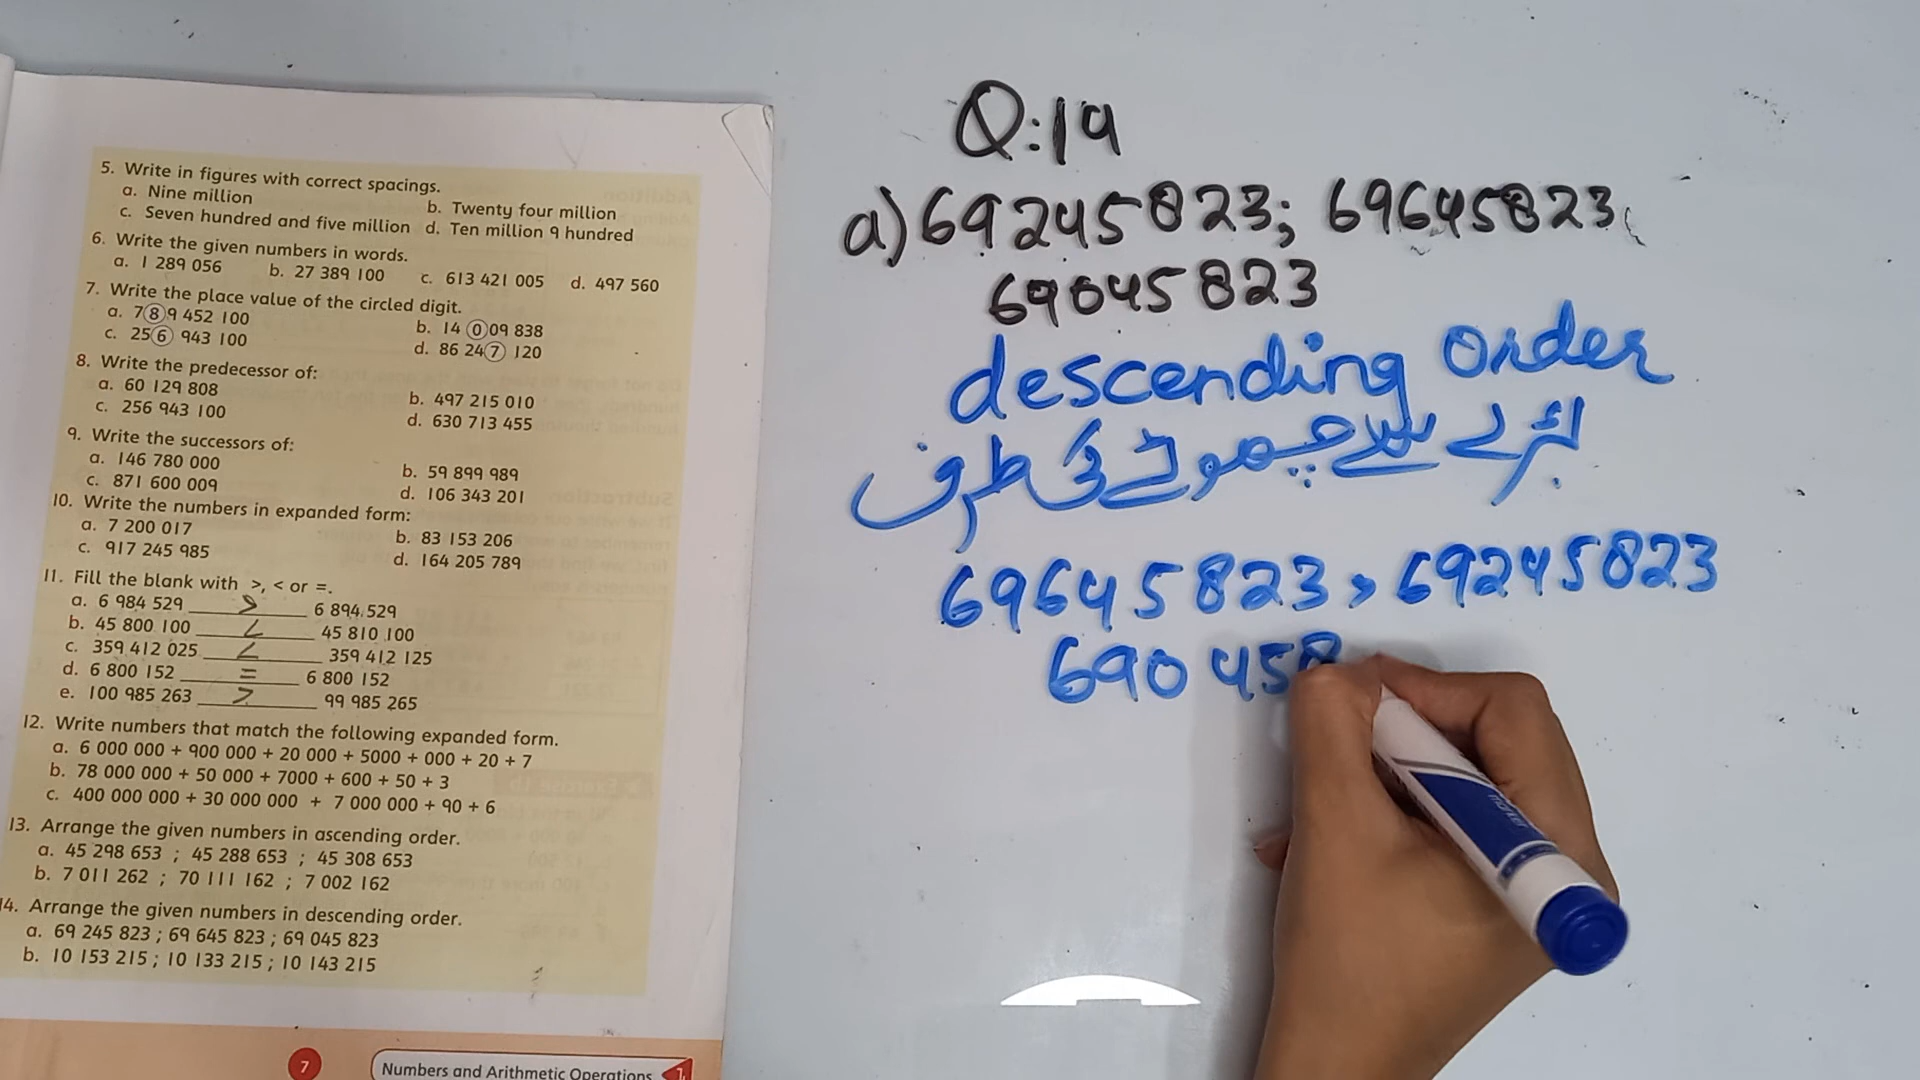 5. Write in figures with correct spacings.
a. Nine million
b. Twenty four million
c. Seven hundred and five million d. Ten million 9 hundred
6. Write the given numbers in words.
a. 1 289 056 b. 27 389 100 c. 613 421 005 d. 497 560
7. Write the place value of the circled digit.
a. 789 452 100 b. 14 009 838
c. 256 943 100 d. 86 247 120
8. Write the predecessor of:
a. 60 129 808 b. 497 215 010
c. 256 943 100 d. 630 713 455
9. Write the successors of:
a. 146 780 000 b. 59 899 989
c. 871 600 009 d. 106 343 201
10. Write the numbers in expanded form:
a. 7 200 017 b. 83 153 206
c. 917 245 985 d. 164 205 789
11. Fill the blank with >, < or =.
a. 6 984 529 > 6 894 529
b. 45 800 100 < 45 810 100
c. 359 412 025 < 359 412 125
d. 6 800 152 = 6 800 152
e. 100 985 263 > 99 985 265
12. Write numbers that match the following expanded form.
a. 6 000 000 + 900 000 + 20 000 + 5000 + 000 + 20 + 7
b. 78 000 000 + 50 000 + 7000 + 600 + 50 + 3
c. 400 000 000 + 30 000 000 + 7 000 000 + 90 + 6
13. Arrange the given numbers in ascending order.
a. 45 298 653 ; 45 288 653 ; 45 308 653
b. 7 011 262 ; 70 111 162 ; 7 002 162
14. Arrange the given numbers in descending order.
a. 69 245 823 ; 69 645 823 ; 69 045 823
b. 10 153 215 ; 10 133 215 ; 10 143 215
7 Numbers and Arithmetic Operations
Q:14
a) 69245823; 69645823;
69045823
descending order
بڑے سے چھوٹے کی طرف
69645823, 69245823
690458
marker